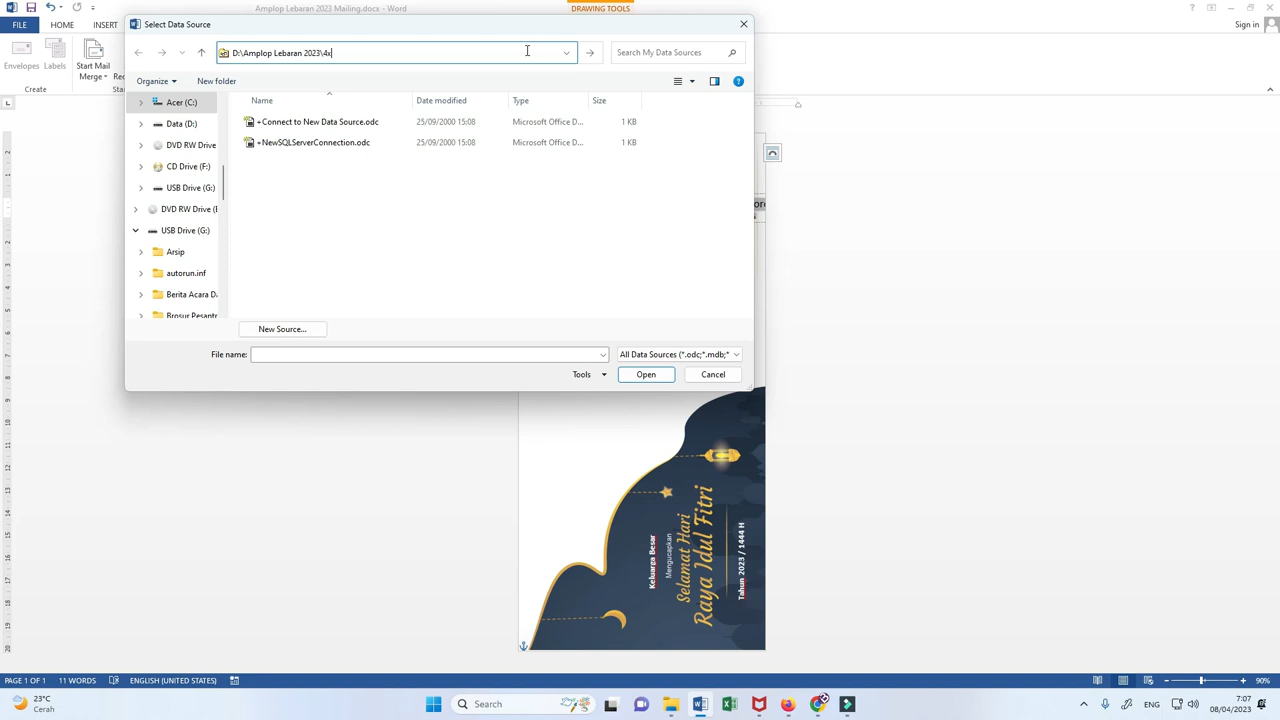 Amplop Lebaran 2023 Mailing.docx - Word
DRAWING TOOLS
Sign in
FILE
HOME
INSERT
Envelopes
Labels
Start Mail
Merge
Create
Select Data Source
D:\Amplop Lebaran 2023\4x
Search My Data Sources
Organize
New folder
Name
Date modified
Type
Size
Acer (C:)
+Connect to New Data Source.odc
25/09/2000 15:08
Microsoft Office D...
1 KB
Data (D:)
+NewSQLServerConnection.odc
25/09/2000 15:08
Microsoft Office D...
1 KB
DVD RW Drive
CD Drive (F:)
USB Drive (G:)
DVD RW Drive (E
USB Drive (G:)
Arsip
autorun.inf
Berita Acara D.
Brosur Pesantr
New Source...
File name:
All Data Sources (*.odc;*.mdb;*
Tools
Open
Cancel
Keluarga Besar
Mengucapkan
Selamat Hari
Raya Idul Fitri
Tahun 2023 / 1444 H
PAGE 1 OF 1
11 WORDS
ENGLISH (UNITED STATES)
90%
23°C
Cerah
Search
ENG
7:07
08/04/2023